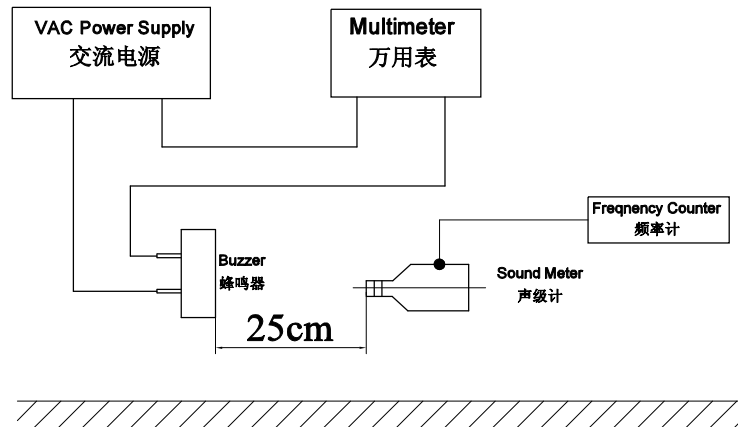 VAC Power Supply
交流电源
Multimeter
万用表
Freqnency Counter
频率计
Buzzer
蜂鸣器
Sound Meter
声级计
25cm